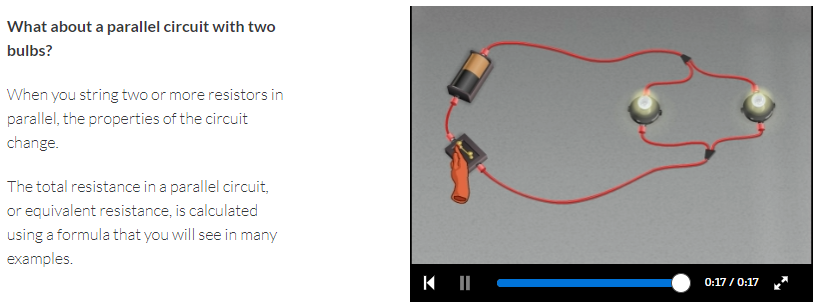 What about a parallel circuit with two
bulbs?
When you string two or more resistors in
parallel, the properties of the circuit
change.
The total resistance in a parallel circuit,
or equivalent resistance, is calculated
using a formula that you will see in many
examples.
0:17 / 0:17